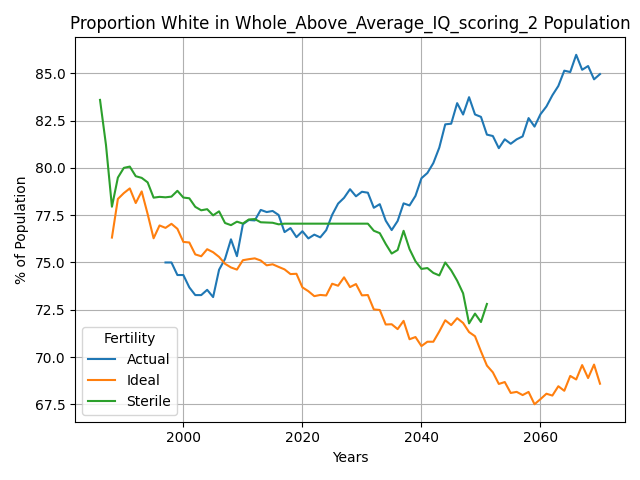 Proportion White in Whole_Above_Average_IQ_scoring_2 Population
% of Population
85.0
82.5
80.0
77.5
75.0
72.5
70.0
67.5
Fertility
Actual
Ideal
Sterile
2000
2020
2040
2060
Years